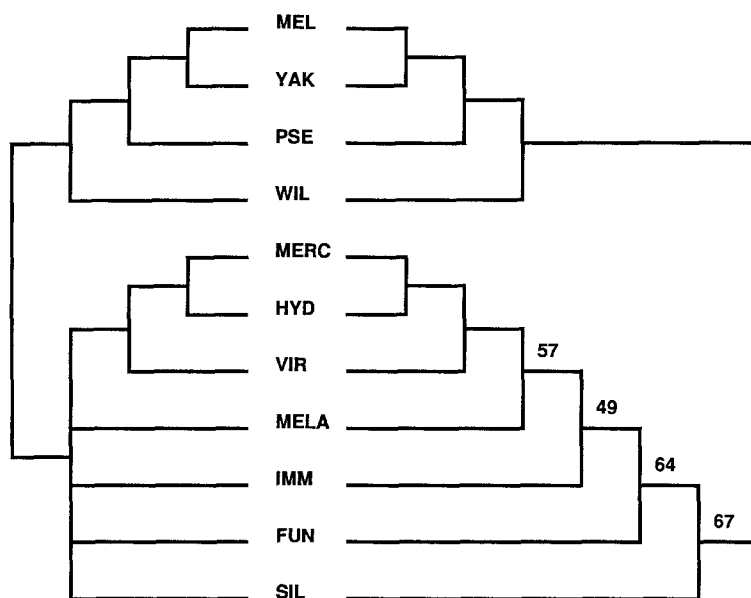 MEL
YAK
PSE
WIL
MERC
HYD
VIR
57
MELA
49
IMM
64
FUN
67
SIL